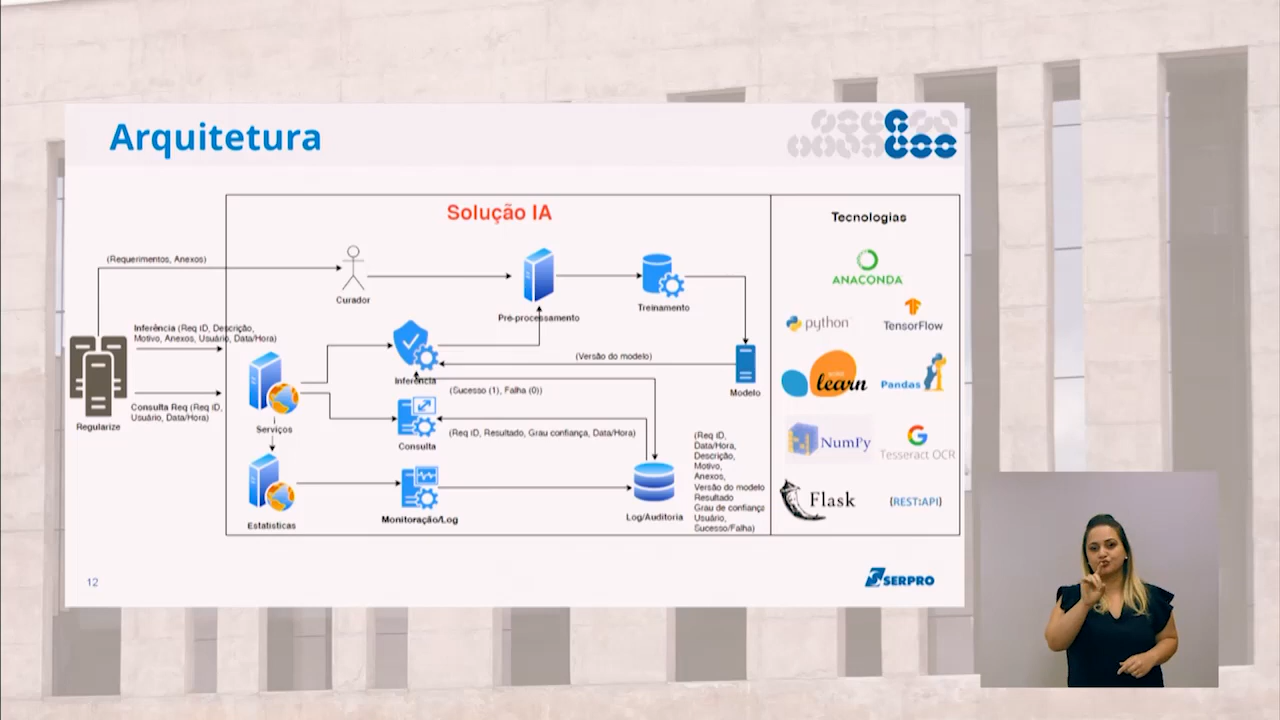 Arquitetura
Solução IA
Tecnologias
(Requerimentos, Anexos)
Curador
Pré-processamento
Treinamento
ANACONDA
python
TensorFlow
Inferência (Req ID, Descrição,
Motivo, Anexos, Usuário, Data/Hora)
(Versão do modelo)
Inferência
(Sucesso (1), Falha (0))
Modelo
learn
Pandas
Consulta Req (Req ID,
Usuário, Data/Hora)
Regularize
Serviços
Consulta
(Req ID, Resultado, Grau confiança, Data/Hora)
(Req ID,
Data/Hora,
Descrição,
Motivo,
Anexos,
Versão do modelo
Resultado
Grau de confiança
Usuário,
Sucesso/Falha)
NumPy
Tesseract OCR
Estatísticas
Monitoração/Log
Log/Auditoria
Flask
{REST:API}
12
SERPRO